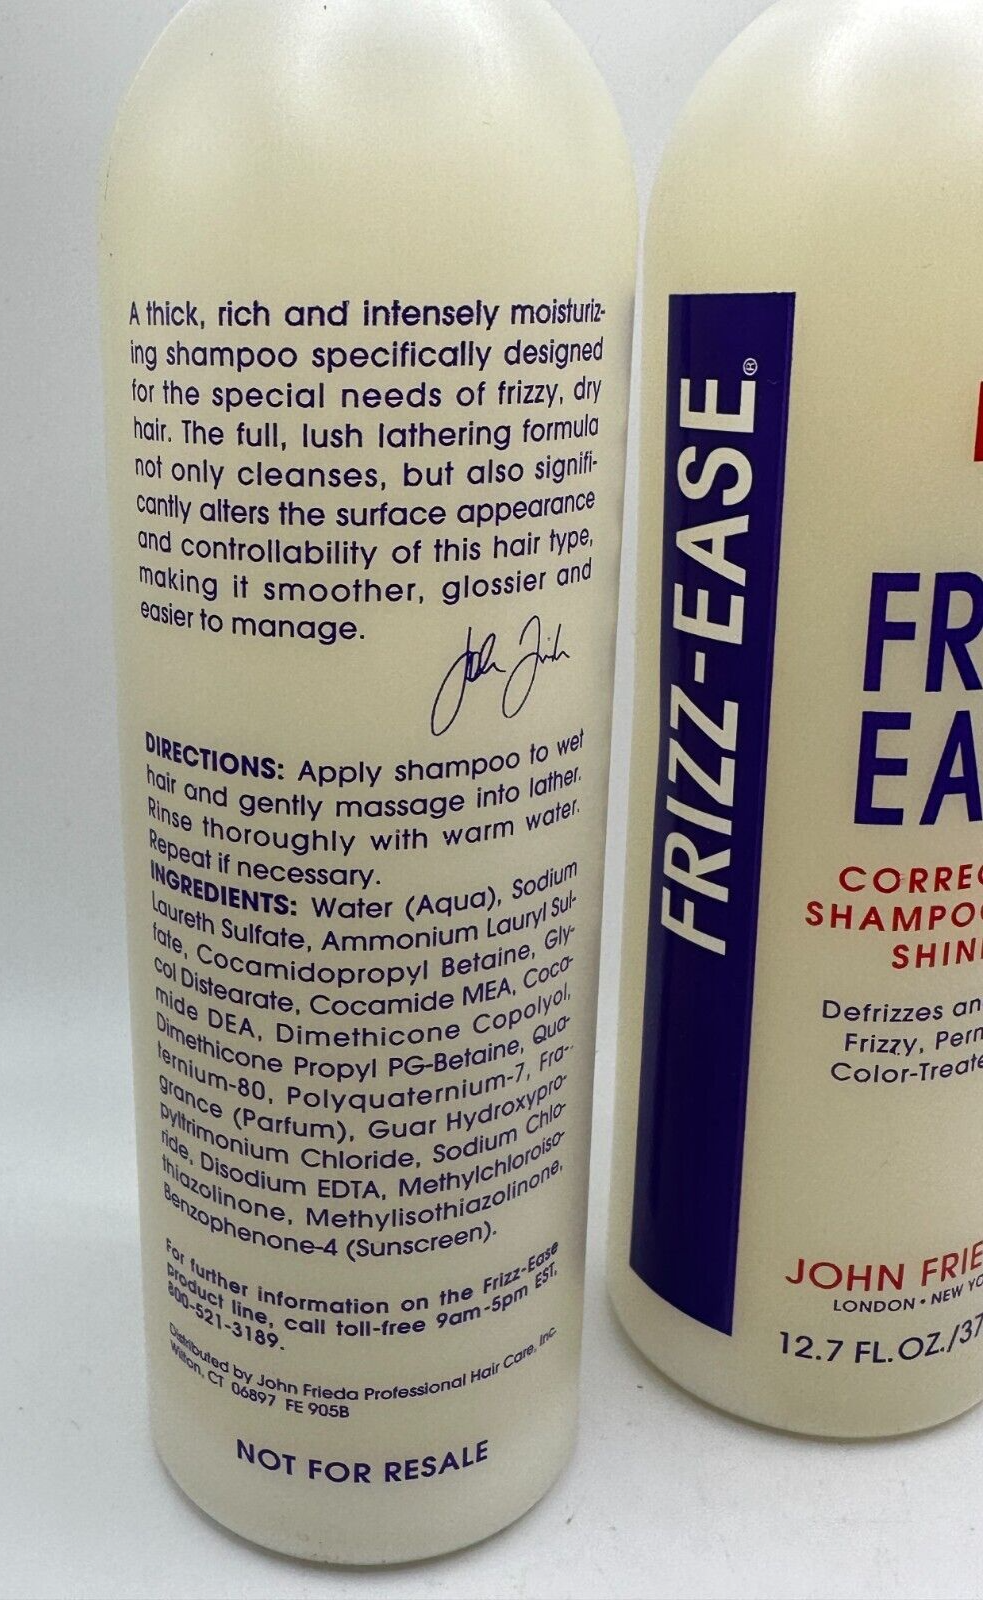 A thick, rich and intensely moisturiz-
ing shampoo specifically designed
for the special needs of frizzy, dry
hair. The full, lush lathering formula
not only cleanses, but also signifi-
cantly alters the surface appearance
and controllability of this hair type,
making it smoother, glossier and
easier to manage.
John Frieda
DIRECTIONS: Apply shampoo to wet
hair and gently massage into lather.
Rinse thoroughly with warm water.
Repeat if necessary.
INGREDIENTS: Water (Aqua), Sodium
Laureth Sulfate, Ammonium Lauryl Sul-
fate, Cocamidopropyl Betaine, Gly-
col Distearate, Cocamide MEA, Coca-
mide DEA, Dimethicone Copolyol,
Dimethicone Propyl PG-Betaine, Qua-
ternium-80, Polyquaternium-7, Fra-
grance (Parfum), Guar Hydroxypro-
pyltrimonium Chloride, Sodium Chlo-
ride, Disodium EDTA, Methylchloroiso-
thiazolinone, Methylisothiazolinone,
Benzophenone-4 (Sunscreen).
For further information on the Frizz-Ease
product line, call toll-free 9am-5pm EST,
800-521-3189.
Distributed by John Frieda Professional Hair Care, Inc.
Wilton, CT 06897 FE 905B
NOT FOR RESALE
FRIZZ-EASE®
FR
EA
CORREC
SHAMPOO
SHIN
Defrizzes an
Frizzy, Perm
Color-Treate
JOHN FRIE
LONDON • NEW YO
12.7 FL.OZ./37